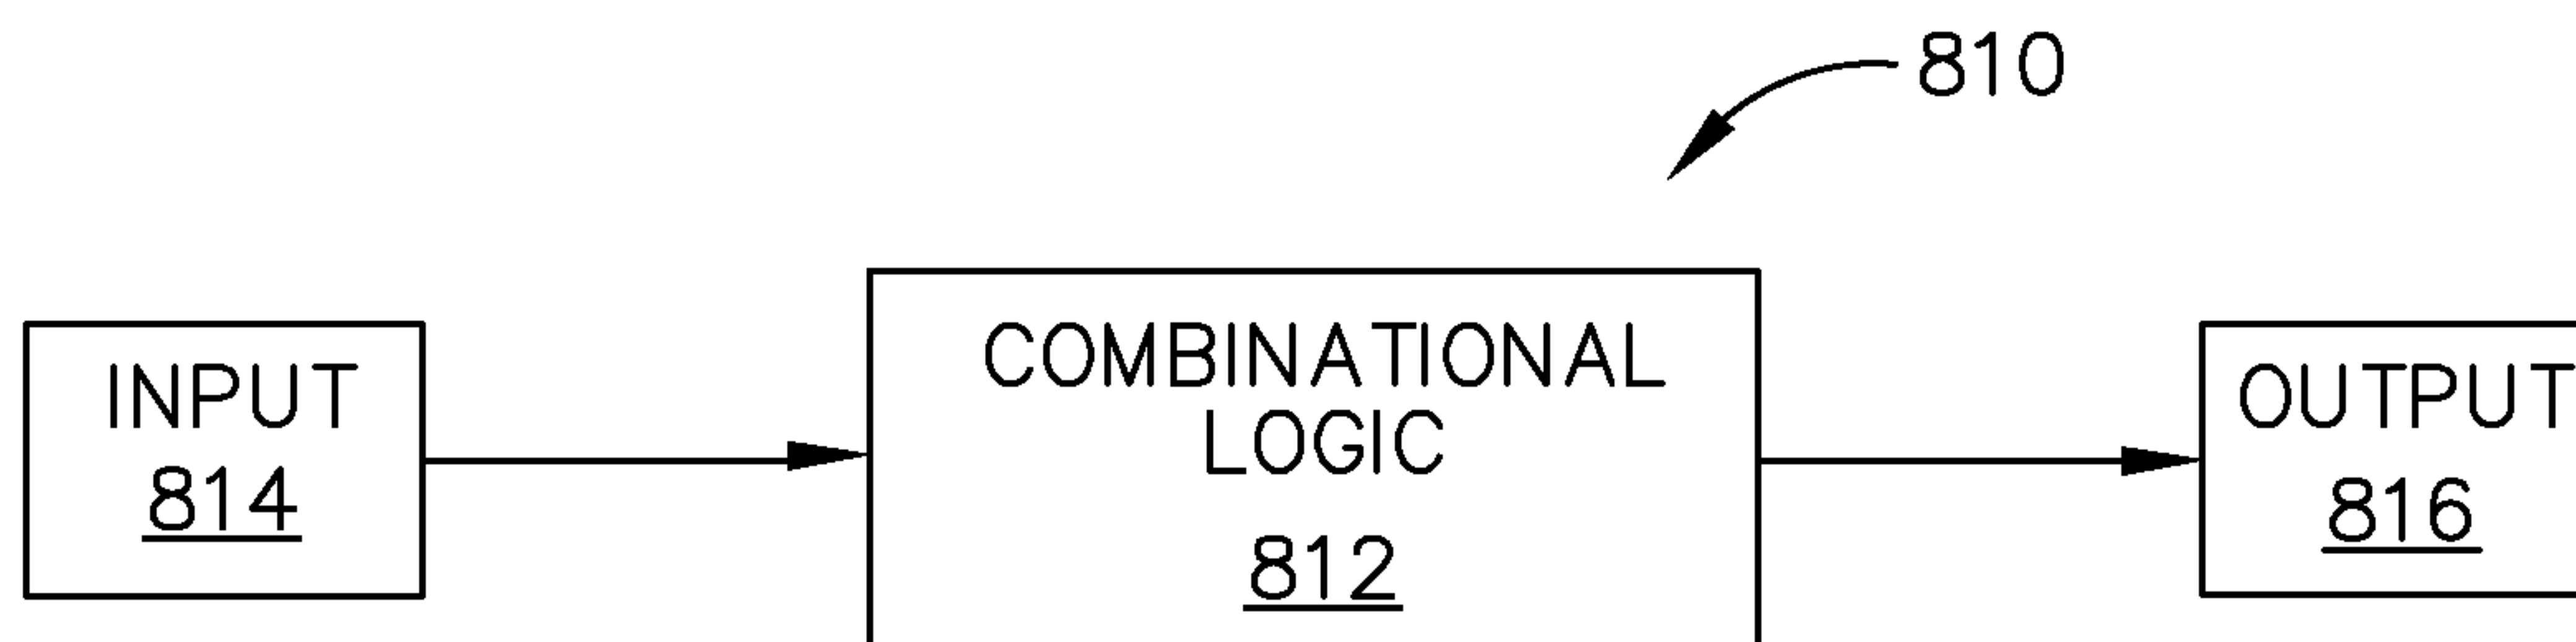 810
INPUT
814
COMBINATIONAL
LOGIC
812
OUTPUT
816